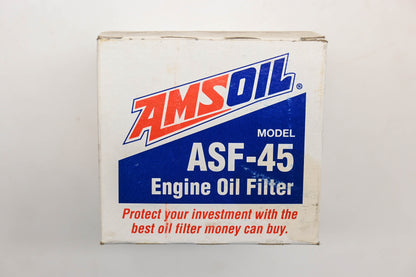 AMSOIL®
MODEL
ASF-45
Engine Oil Filter
Protect your investment with the
best oil filter money can buy.